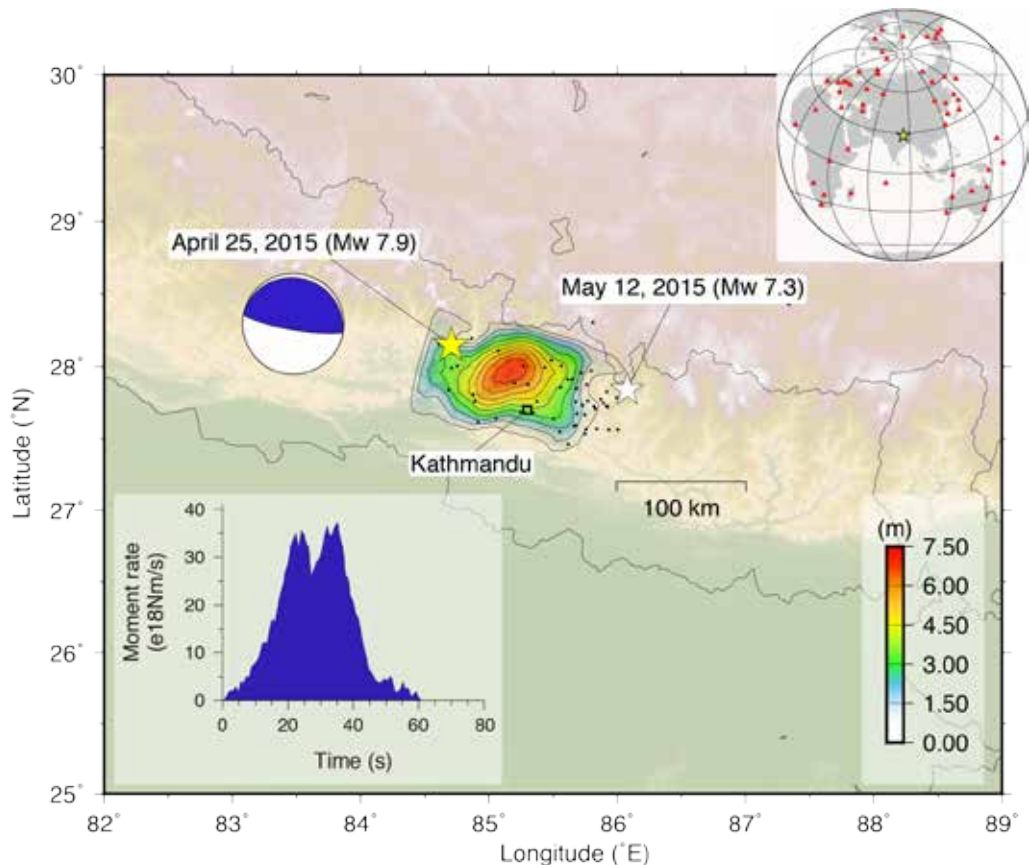 30˚
29˚
28˚
27˚
26˚
25˚
Latitude (˚N)
April 25, 2015 (Mw 7.9)
May 12, 2015 (Mw 7.3)
Kathmandu
100 km
(m)
7.50
6.00
4.50
3.00
1.50
0.00
40
30
20
10
0
Moment rate
(e18Nm/s)
0 20 40 60 80
Time (s)
82˚ 83˚ 84˚ 85˚ 86˚ 87˚ 88˚ 89˚
Longitude (˚E)